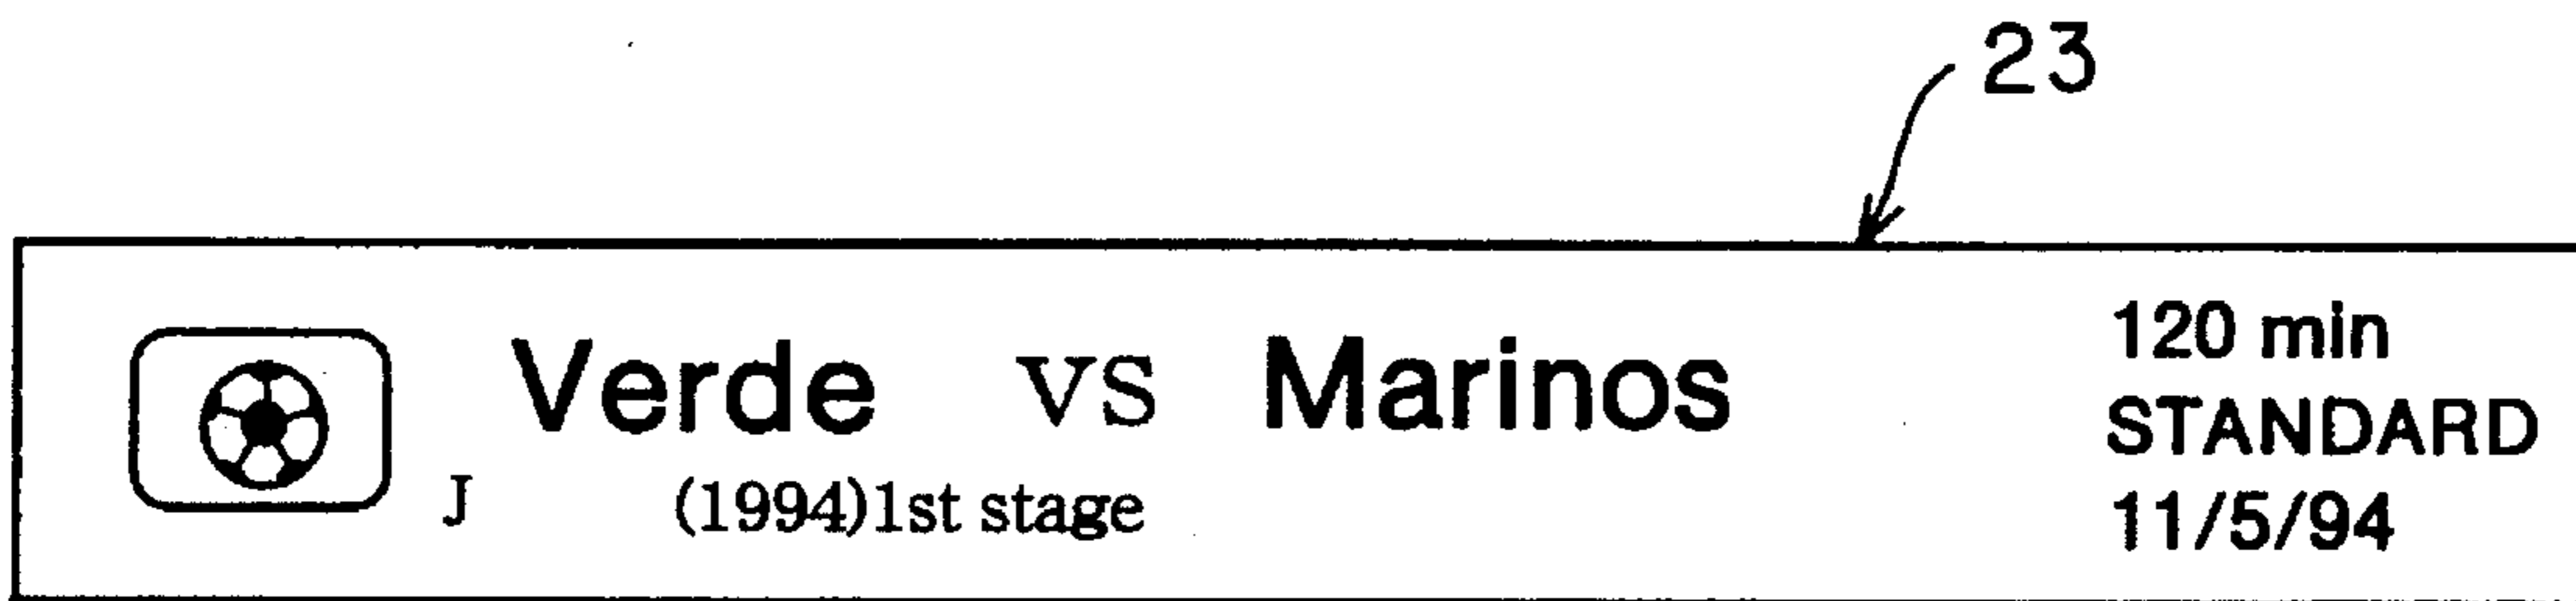 23
Verde VS Marinos
J (1994)1st stage
120 min
STANDARD
11/5/94